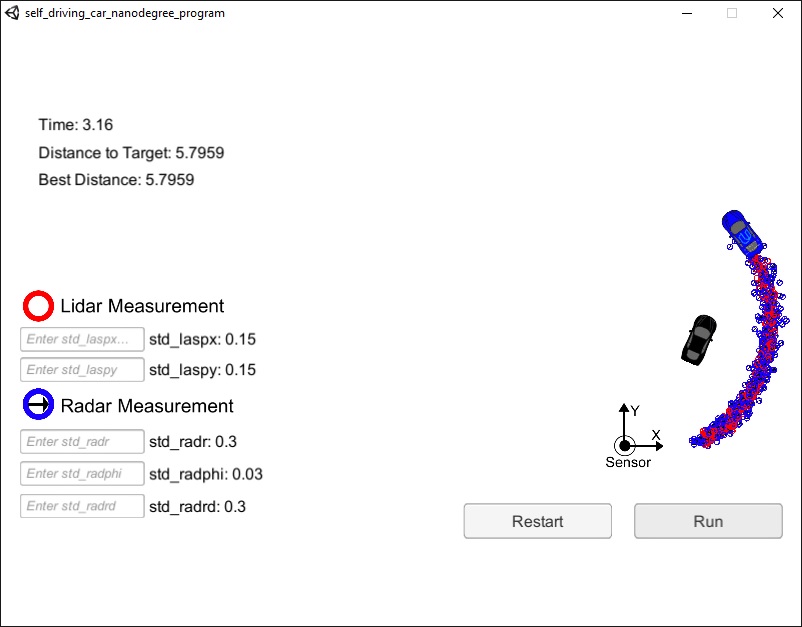 self_driving_car_nanodegree_program
Time: 3.16
Distance to Target: 5.7959
Best Distance: 5.7959
Lidar Measurement
Enter std_laspx... std_laspx: 0.15
Enter std_laspy std_laspy: 0.15
Radar Measurement
Enter std_radr std_radr: 0.3
Enter std_radphi std_radphi: 0.03
Enter std_radrd std_radrd: 0.3
Y
X
Sensor
Restart Run